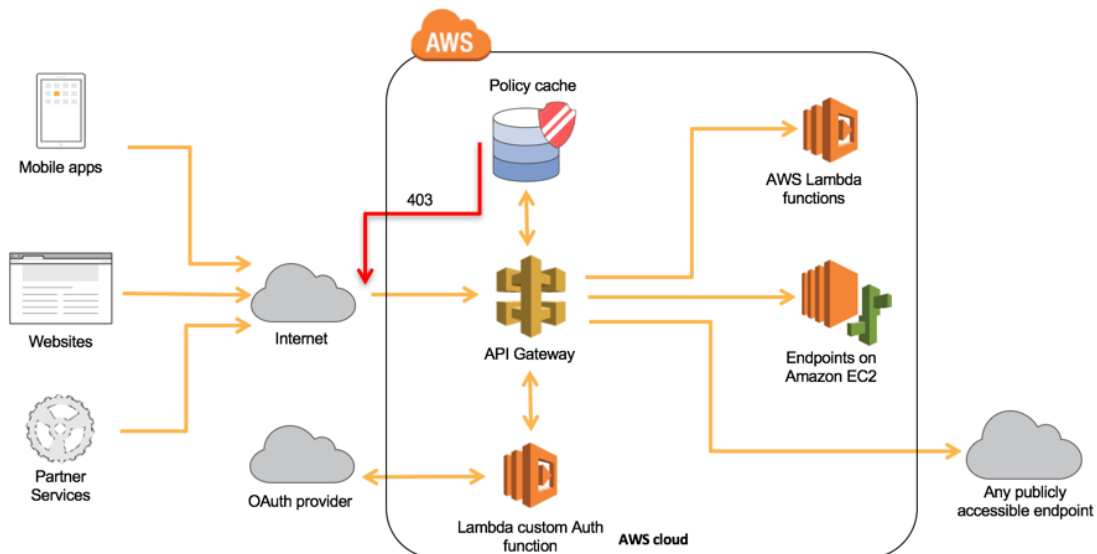 AWS
Policy cache
Mobile apps
403
AWS Lambda
functions
Websites
Internet
API Gateway
Endpoints on
Amazon EC2
Partner
Services
OAuth provider
Lambda custom Auth
function
AWS cloud
Any publicly
accessible endpoint